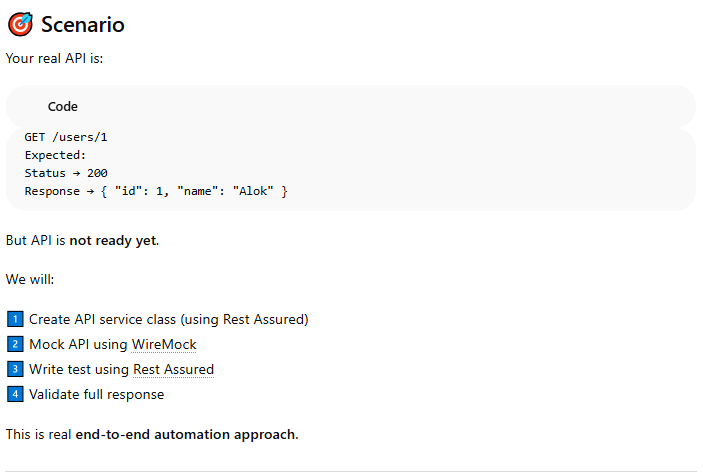 🎯 Scenario
Your real API is:
Code
GET /users/1
Expected:
Status → 200
Response → { "id": 1, "name": "Alok" }
But API is not ready yet.
We will:
1️⃣ Create API service class (using Rest Assured)
2️⃣ Mock API using WireMock
3️⃣ Write test using Rest Assured
4️⃣ Validate full response
This is real end-to-end automation approach.